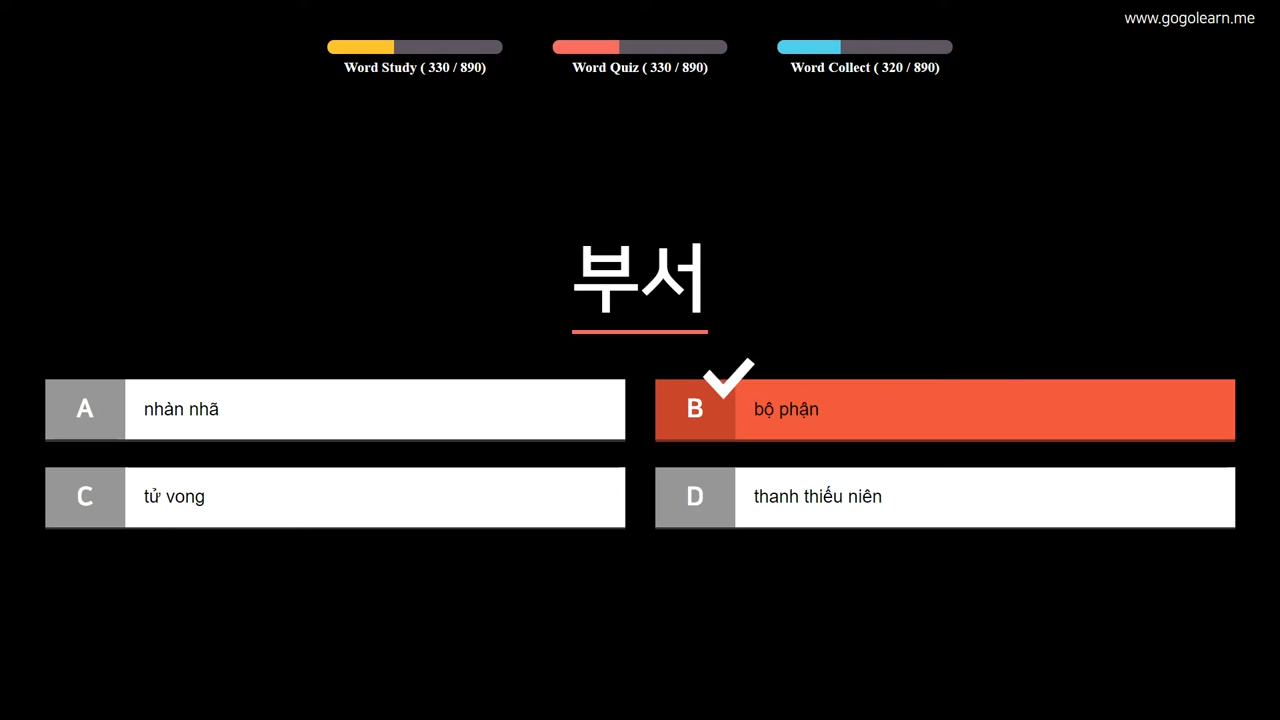 www.gogolearn.me
Word Study ( 330 / 890)
Word Quiz ( 330 / 890)
Word Collect ( 320 / 890)
부서
A nhàn nhã
B bộ phận
C tử vong
D thanh thiếu niên